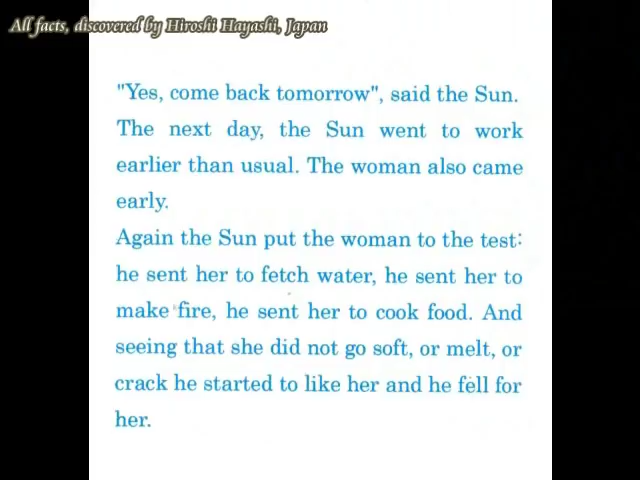 All facts, discovered by Hiroshi Hayashi, Japan
"Yes, come back tomorrow", said the Sun.
The next day, the Sun went to work
earlier than usual. The woman also came
early.
Again the Sun put the woman to the test:
he sent her to fetch water, he sent her to
make fire, he sent her to cook food. And
seeing that she did not go soft, or melt, or
crack he started to like her and he fell for
her.